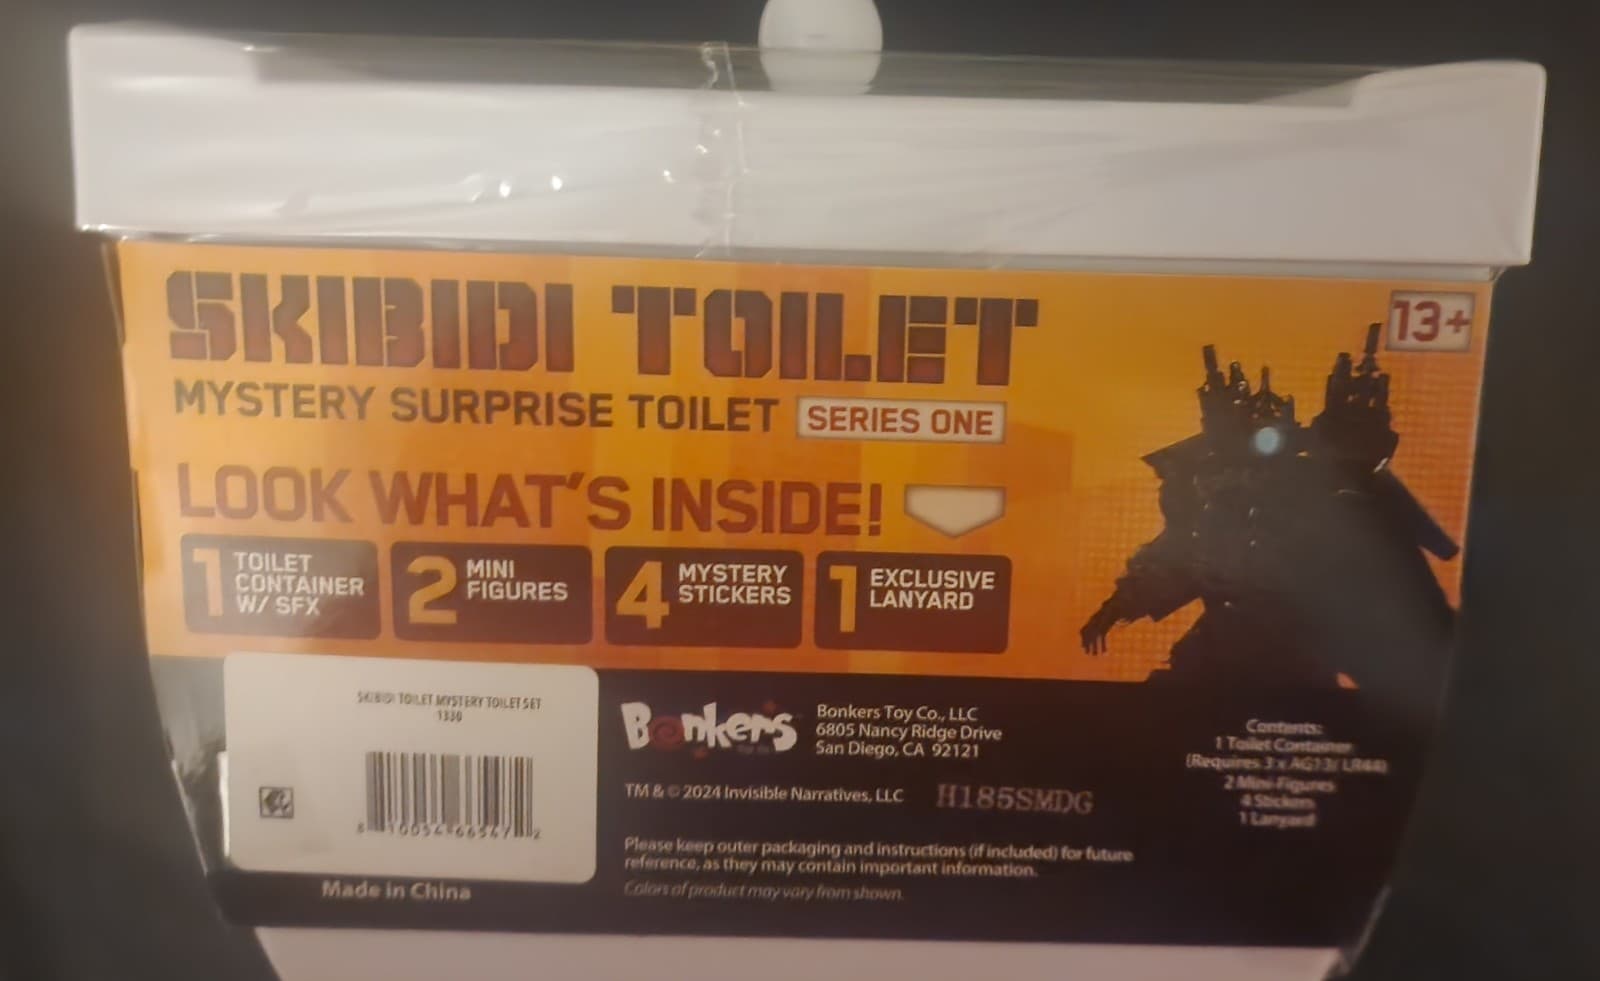 SKIBIDI TOILET
13+
MYSTERY SURPRISE TOILET SERIES ONE
LOOK WHAT'S INSIDE!
1 TOILET CONTAINER W/ SFX
2 MINI FIGURES
4 MYSTERY STICKERS
1 EXCLUSIVE LANYARD
SKIBIDI TOILET MYSTERY TOILET SET
1330
Made in China
Bonkers
Bonkers Toy Co., LLC
6805 Nancy Ridge Drive
San Diego, CA 92121
TM & © 2024 Invisible Narratives, LLC
H185SMDG
Please keep outer packaging and instructions (if included) for future
reference, as they may contain important information.
Colors of product may vary from shown.
Contents:
1 Toilet Container
(Requires 3 x AG13/ LR44)
2 Mini-Figures
4 Stickers
1 Lanyard